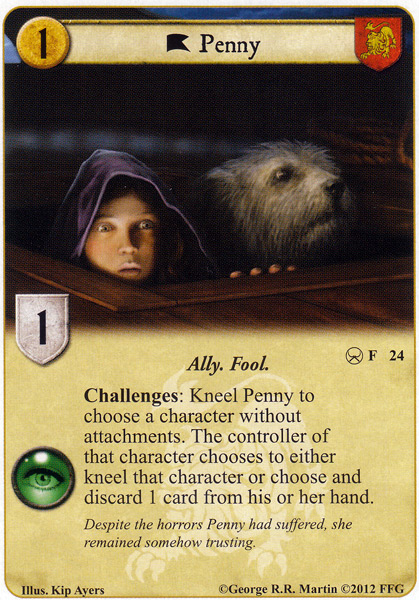 1 Penny
1
Ally. Fool.
F 24
Challenges: Kneel Penny to
choose a character without
attachments. The controller of
that character chooses to either
kneel that character or choose and
discard 1 card from his or her hand.
Despite the horrors Penny had suffered, she
remained somehow trusting.
Illus. Kip Ayers ©George R.R. Martin ©2012 FFG